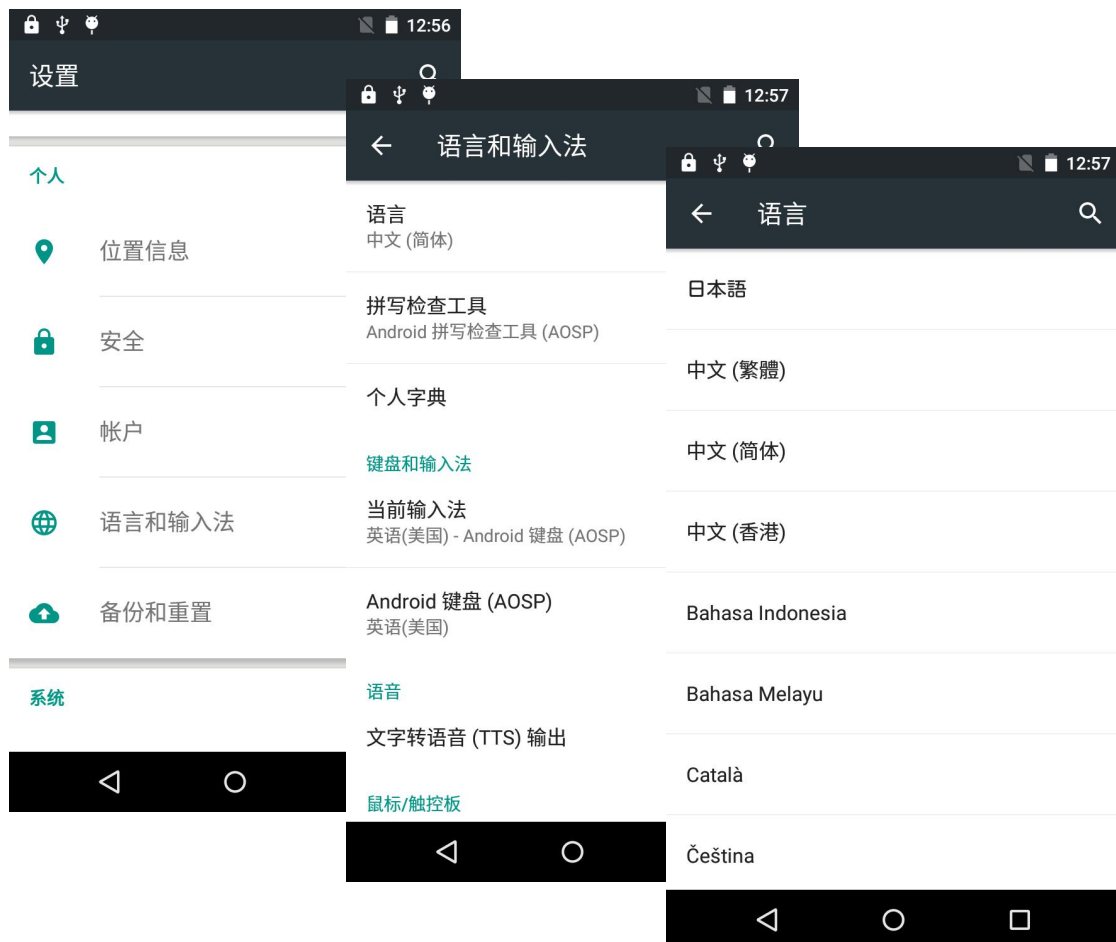 12:56
设置
个人
位置信息
安全
帐户
语言和输入法
备份和重置
系统
12:57
语言和输入法
语言
中文 (简体)
拼写检查工具
Android 拼写检查工具 (AOSP)
个人字典
键盘和输入法
当前输入法
英语(美国) - Android 键盘 (AOSP)
Android 键盘 (AOSP)
英语(美国)
语音
文字转语音 (TTS) 输出
鼠标/触控板
12:57
语言
日本語
中文 (繁體)
中文 (简体)
中文 (香港)
Bahasa Indonesia
Bahasa Melayu
Català
Čeština